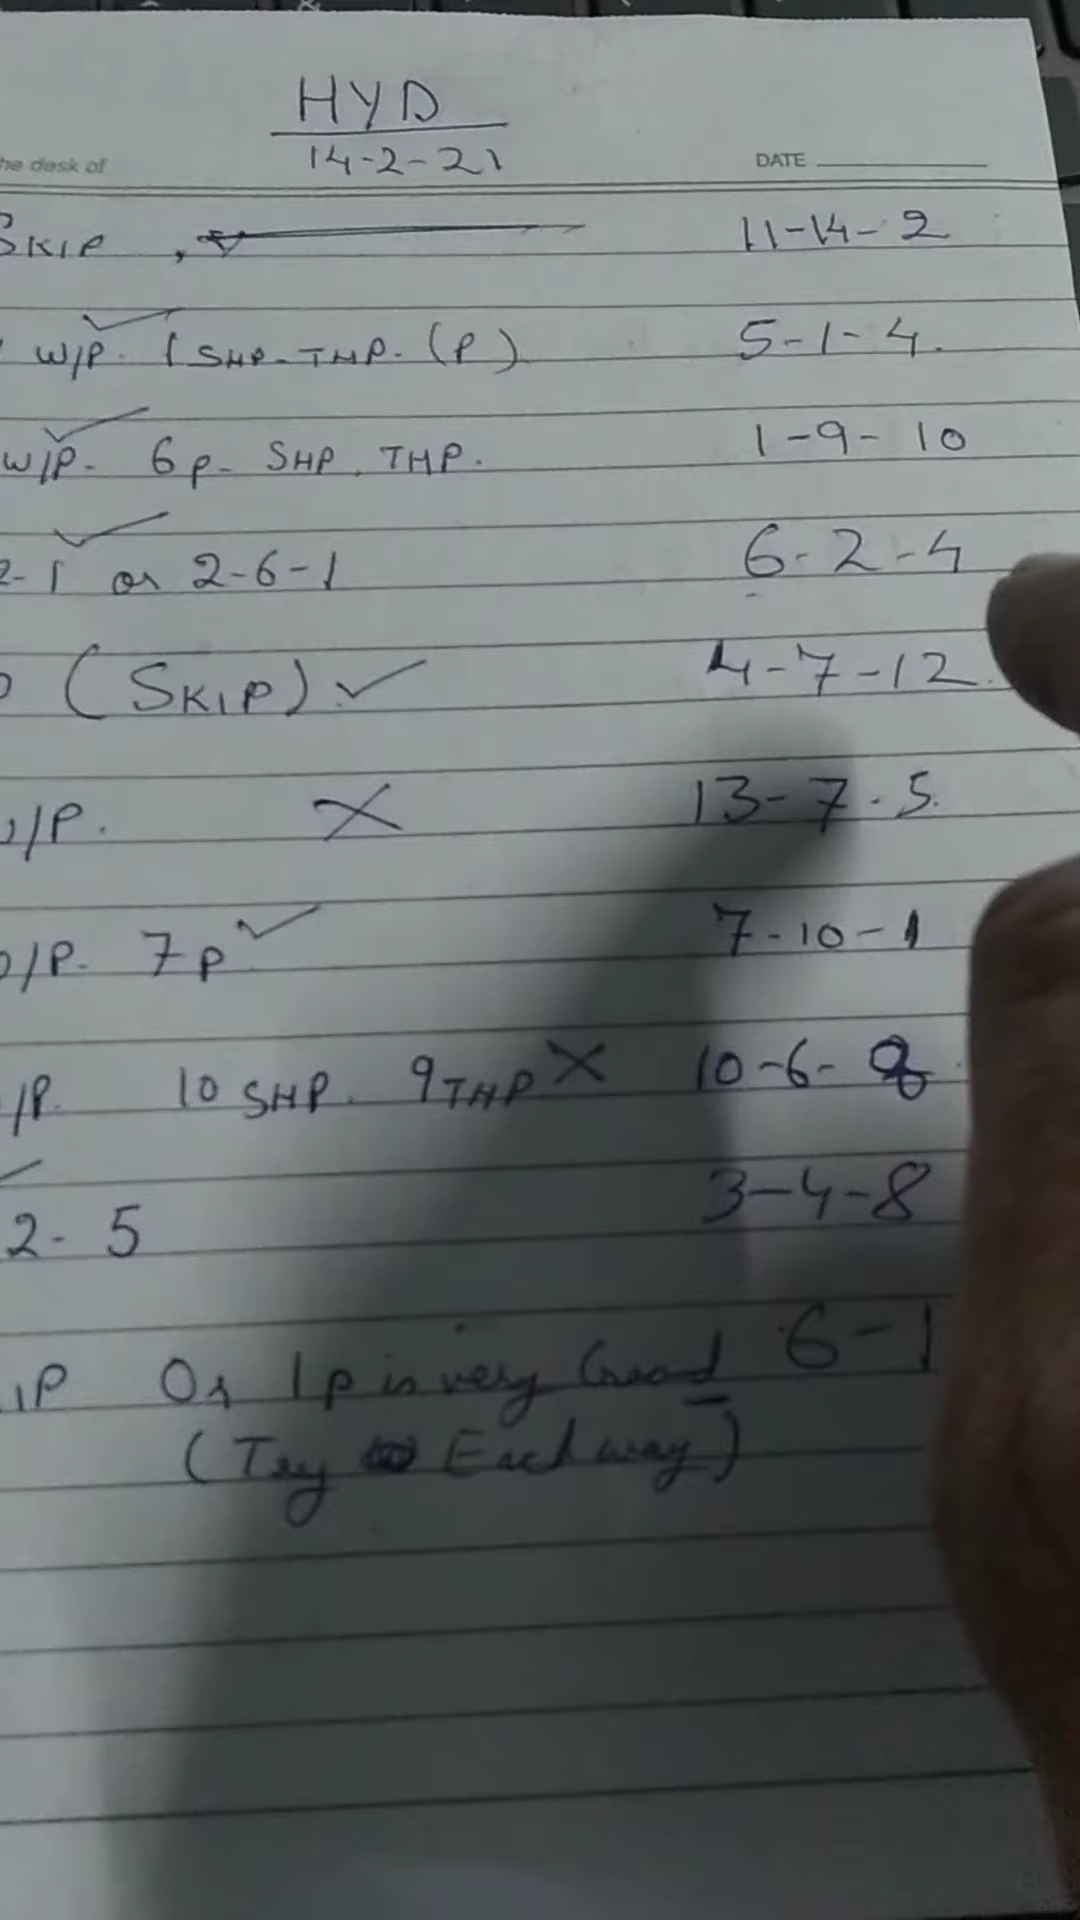 HYD
14-2-21
he desk of DATE
SKIP, 11-14-2
W/P. 1 SHP-THP. (P) 5-1-4.
W/P- 6p- SHP. THP. 1-9-10
2-1 or 2-6-1 6-2-4
(SKIP) 4-7-12.
/P. X 13-7-5.
/P- 7p 7-10-1
/P. 10 SHP. 9 THP X 10-6-
2-5 3-4-8
IP Or 1p is very Good 6-1
(Try Each way)